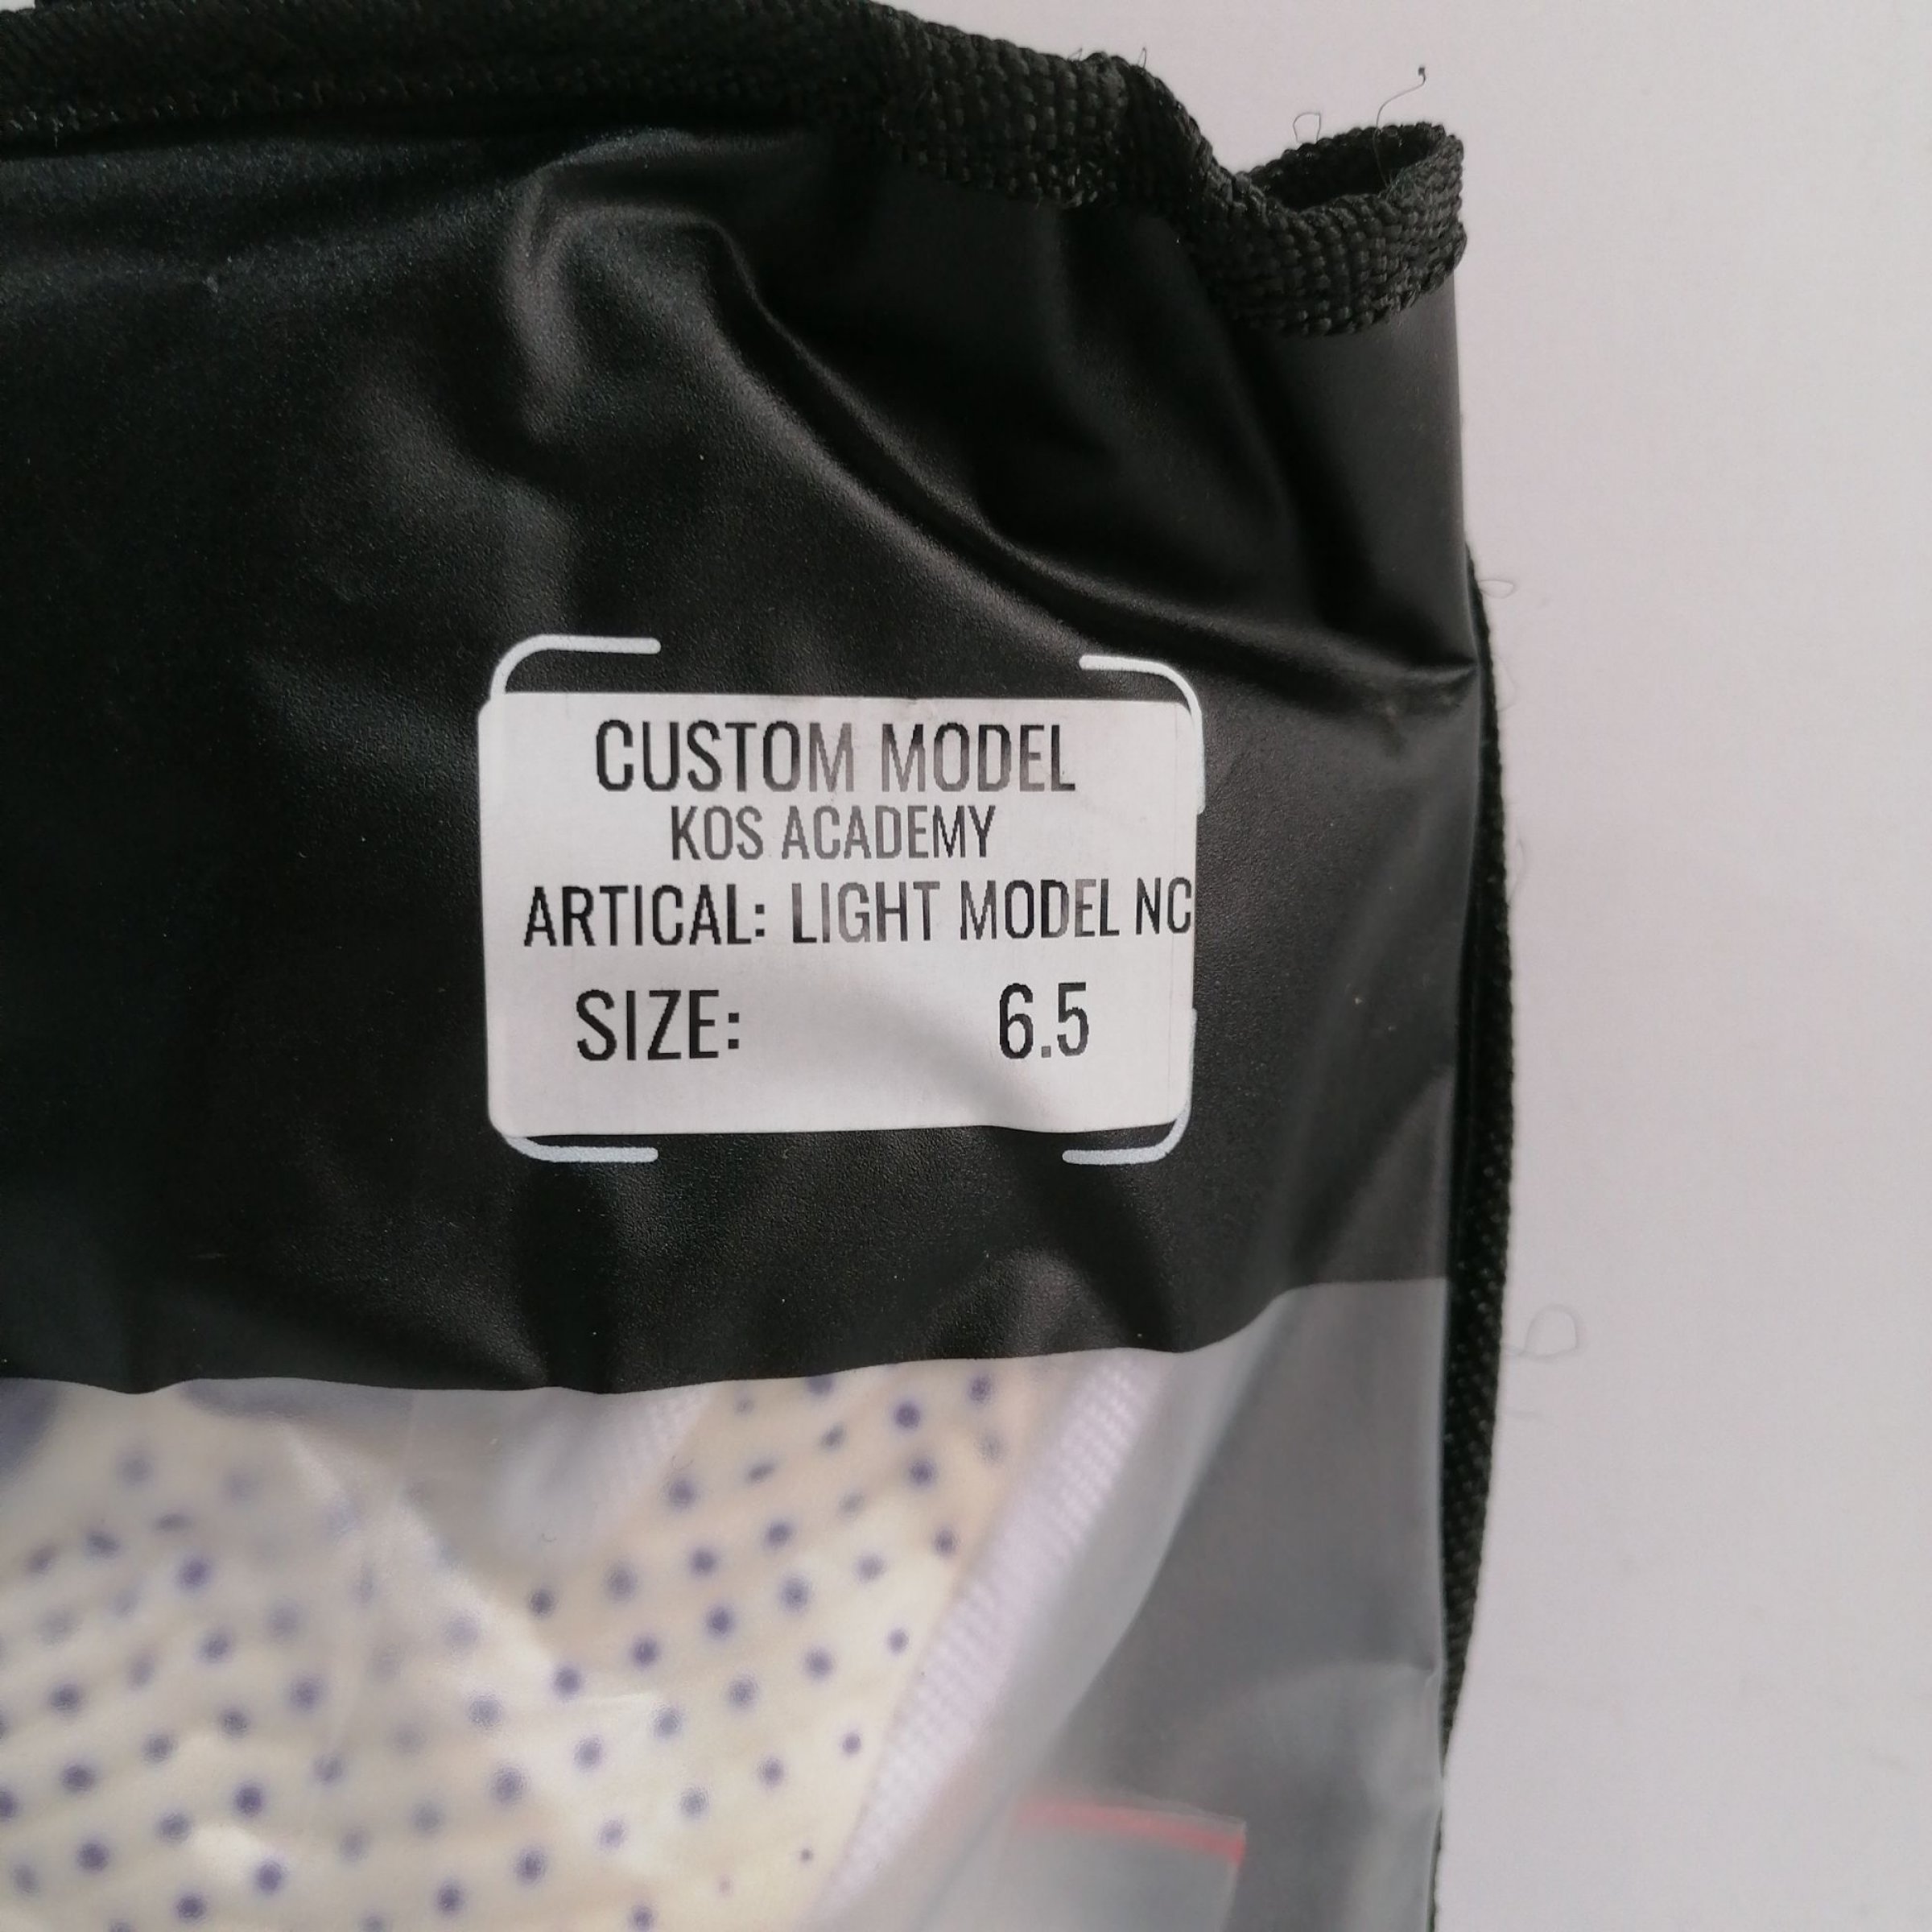 CUSTOM MODEL
KOS ACADEMY
ARTICAL: LIGHT MODEL NC
SIZE: 6.5